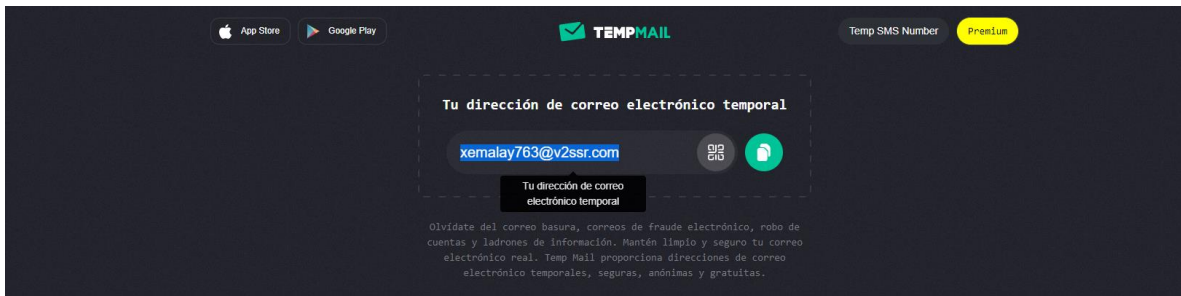 App Store
Google Play
TEMPMAIL
Temp SMS Number
Premium
Tu dirección de correo electrónico temporal
xemalay763@v2ssr.com
Tu dirección de correo
electrónico temporal
Olvídate del correo basura, correos de fraude electrónico, robo de
cuentas y ladrones de información. Mantén limpio y seguro tu correo
electrónico real. Temp Mail proporciona direcciones de correo
electrónico temporales, seguras, anónimas y gratuitas.